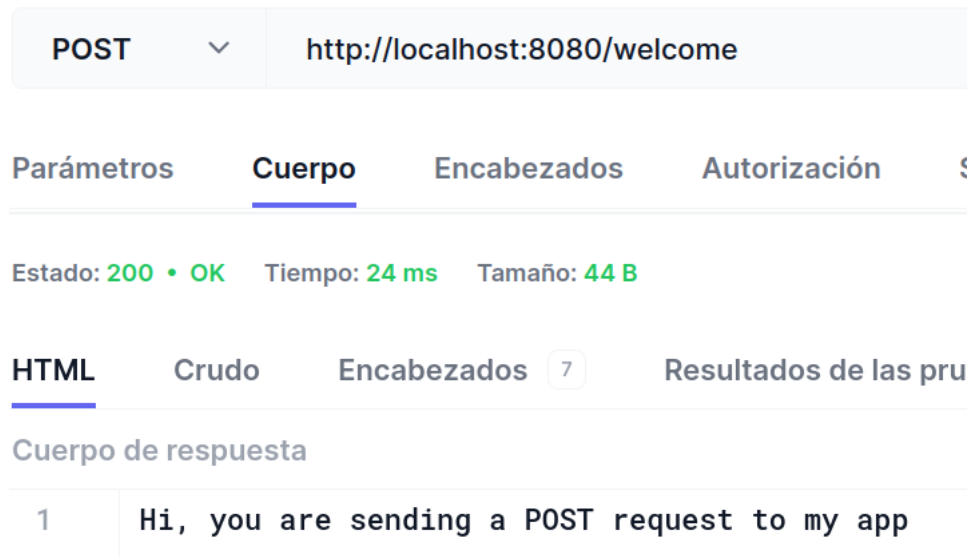 POST http://localhost:8080/welcome
Parámetros Cuerpo Encabezados Autorización
Estado: 200 • OK Tiempo: 24 ms Tamaño: 44 B
HTML Crudo Encabezados 7 Resultados de las pru
Cuerpo de respuesta
1 Hi, you are sending a POST request to my app